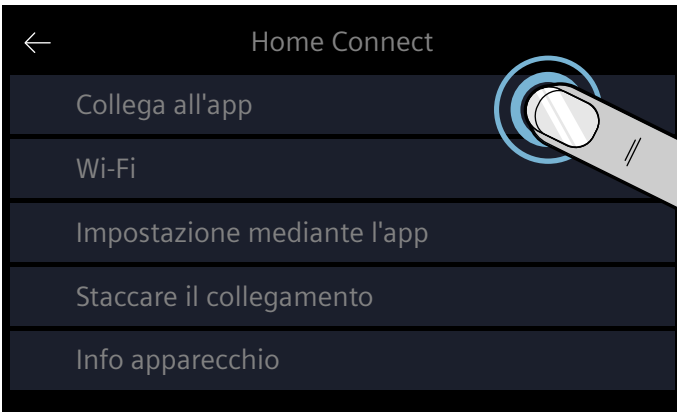 Home Connect
Collega all'app
Wi-Fi
Impostazione mediante l'app
Staccare il collegamento
Info apparecchio